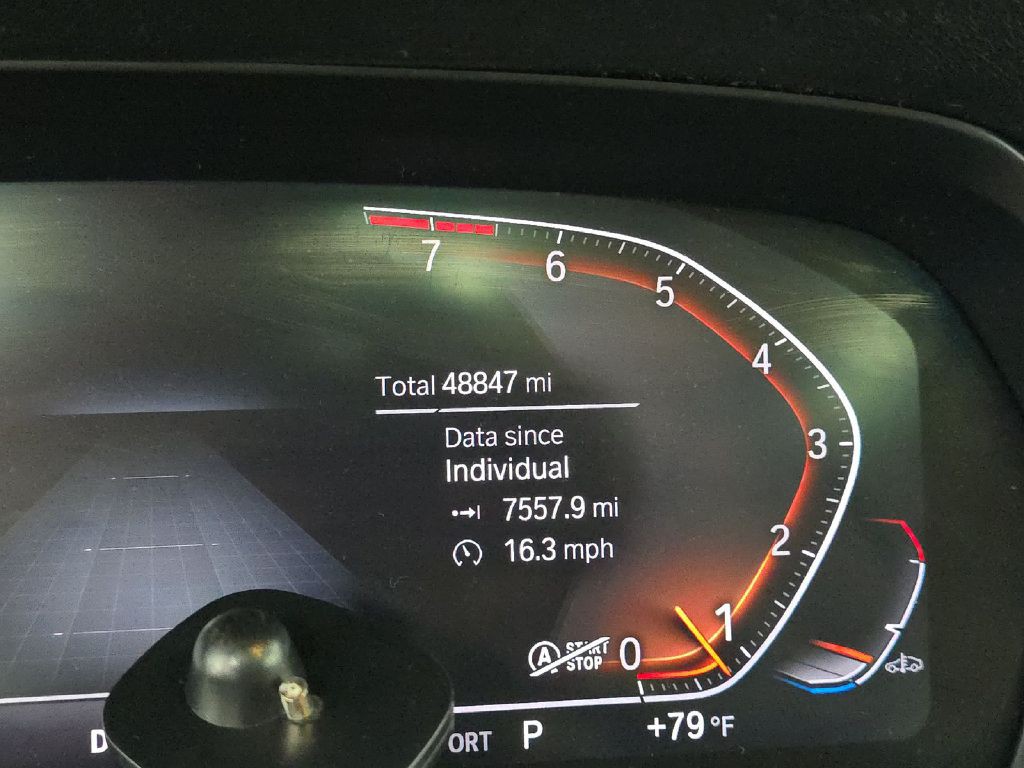 7
6
5
4
3
2
1
0
Total 48847 mi
Data since
Individual
7557.9 mi
16.3 mph
A START
STOP
D
ORT P +79 °F